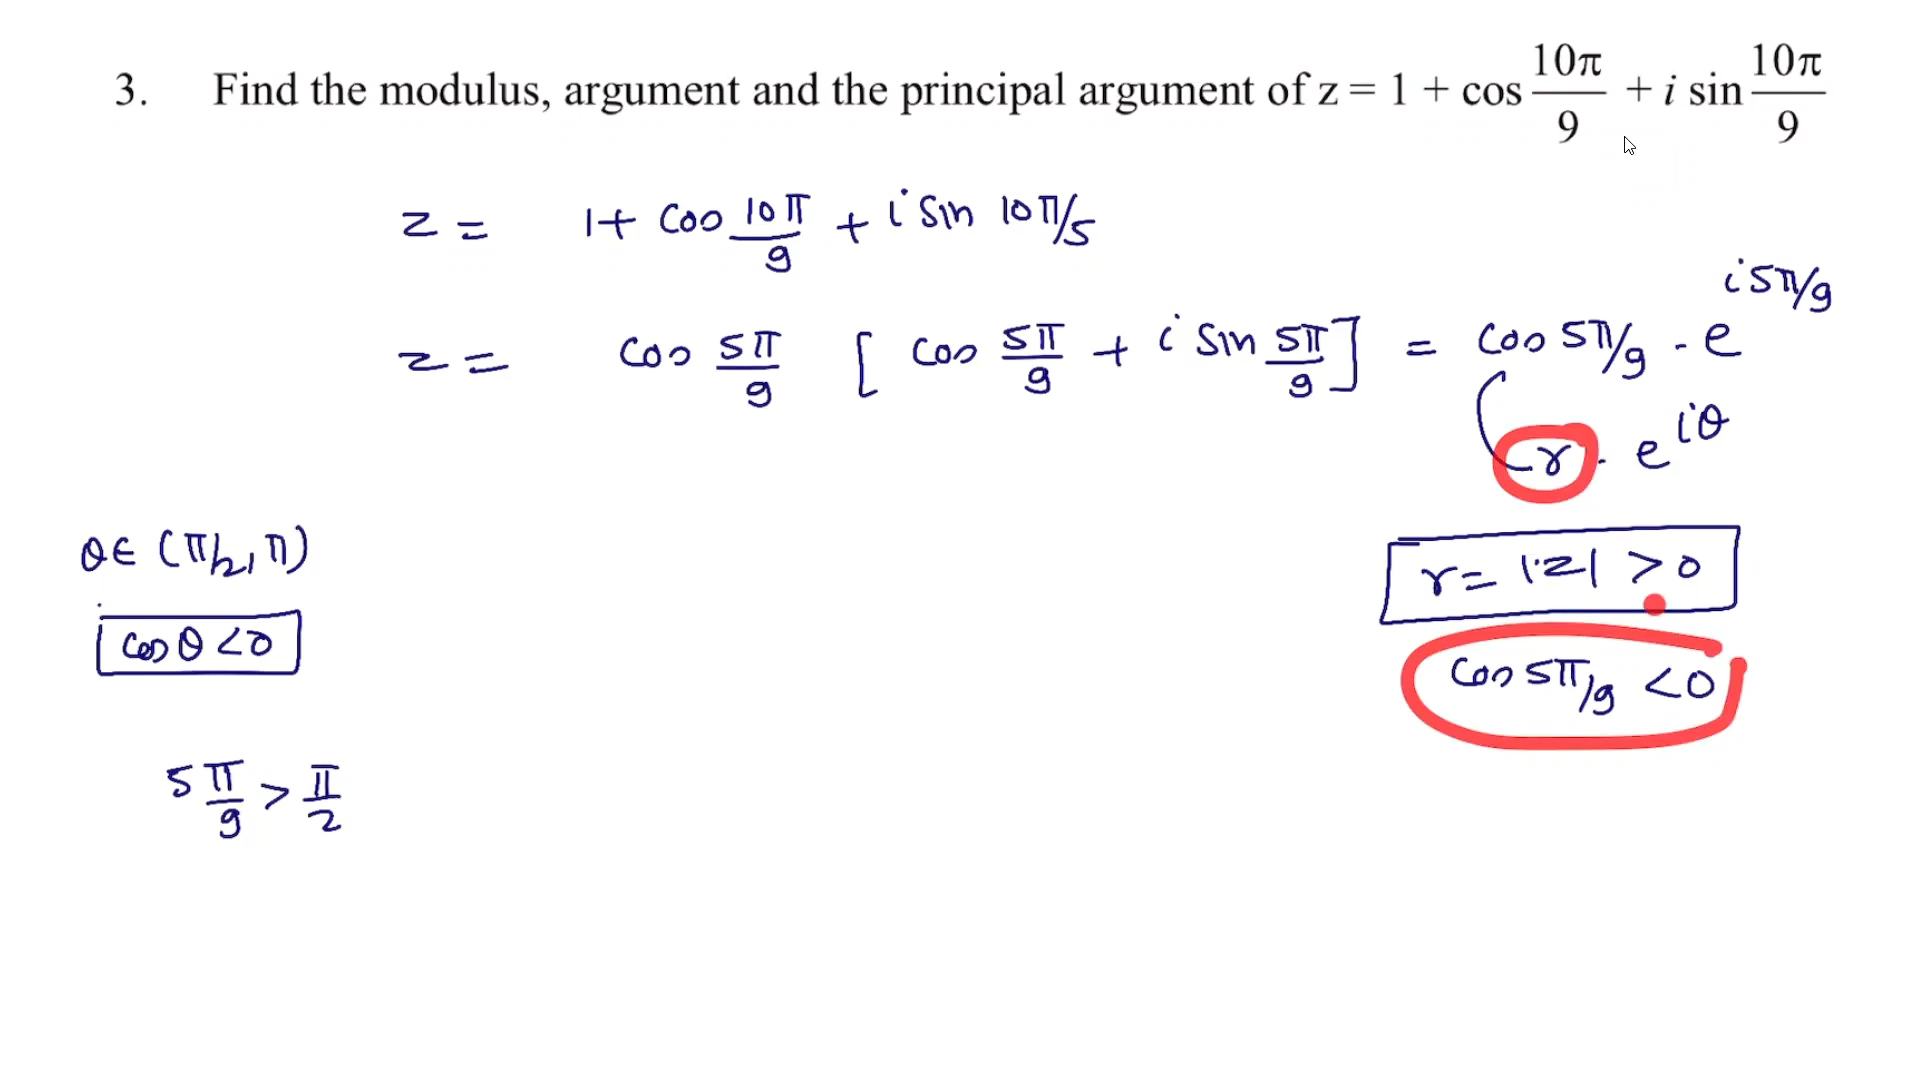 3. Find the modulus, argument and the principal argument of z = 1 + cos 10π/9 + i sin 10π/9
z = 1 + cos 10π/9 + i sin 10π/5
z = cos 5π/9 [ cos 5π/9 + i sin 5π/9 ] = cos 5π/9 · e^{i5π/9}
r · e^{iθ}
θ ∈ (π/2, π)
r = |z| > 0
cos θ < 0
cos 5π/9 < 0
5π/9 > π/2